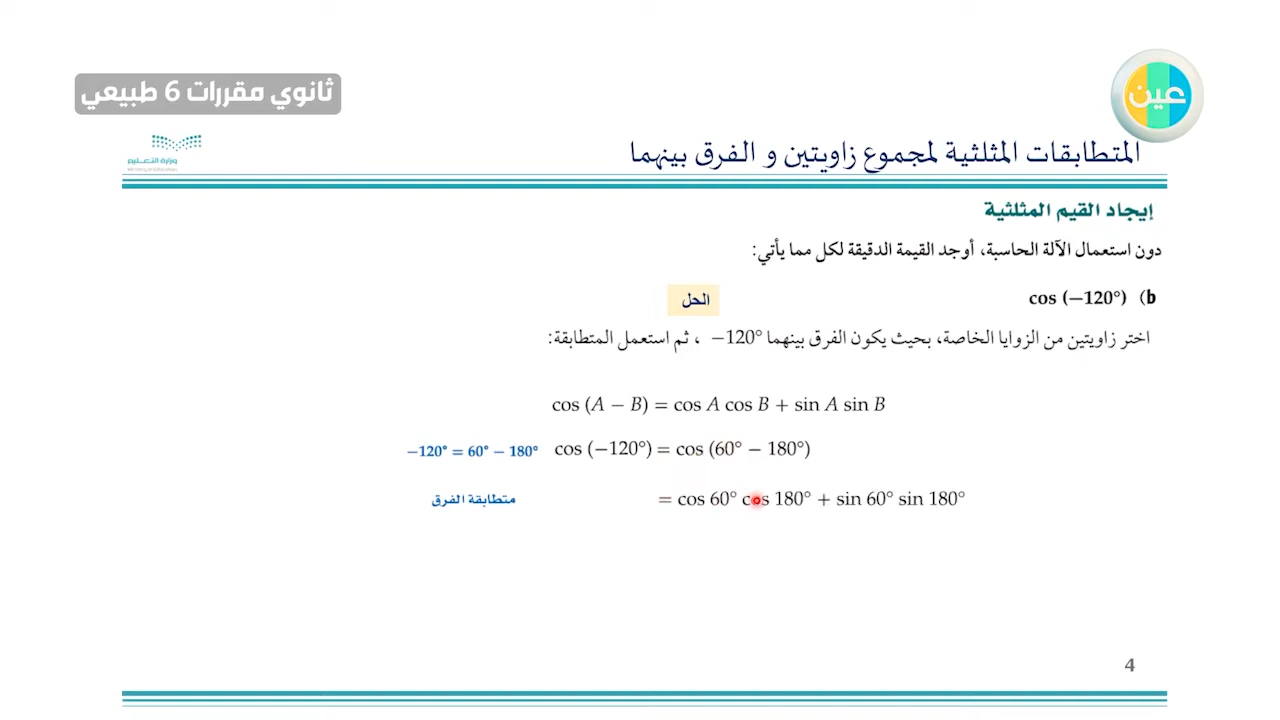 ثانوي مقررات 6 طبيعي
عين
وزارة التعليم
المتطابقات المثلثية لمجموع زاويتين و الفرق بينهما
إيجاد القيم المثلثية
دون استعمال الآلة الحاسبة، أوجد القيمة الدقيقة لكل مما يأتي:
cos (−120°) (b
الحل
اختر زاويتين من الزوايا الخاصة، بحيث يكون الفرق بينهما −120° ، ثم استعمل المتطابقة:
cos (A − B) = cos A cos B + sin A sin B
−120° = 60° − 180° cos (−120°) = cos (60° − 180°)
متطابقة الفرق = cos 60° cos 180° + sin 60° sin 180°
4